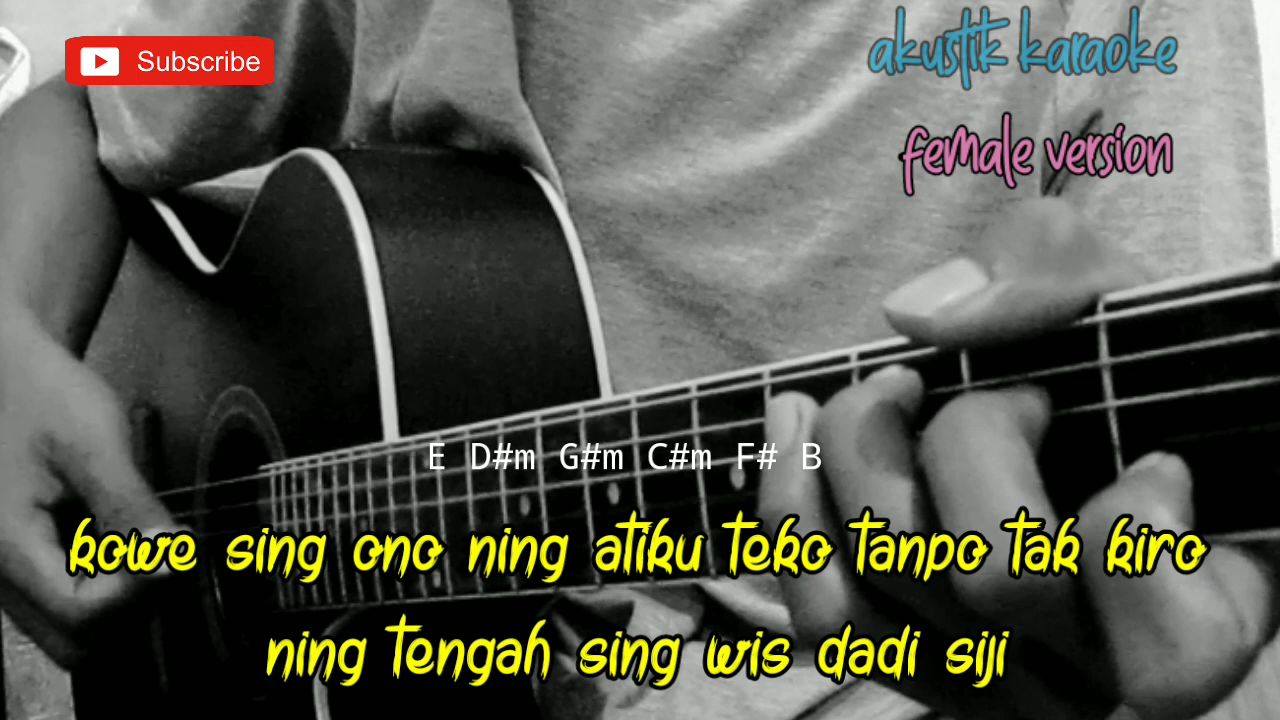 Subscribe
akustik karaoke
female version
E D#m G#m C#m F# B
kowe sing ono ning atiku teko tanpo tak kiro
ning tengah sing wis dadi siji